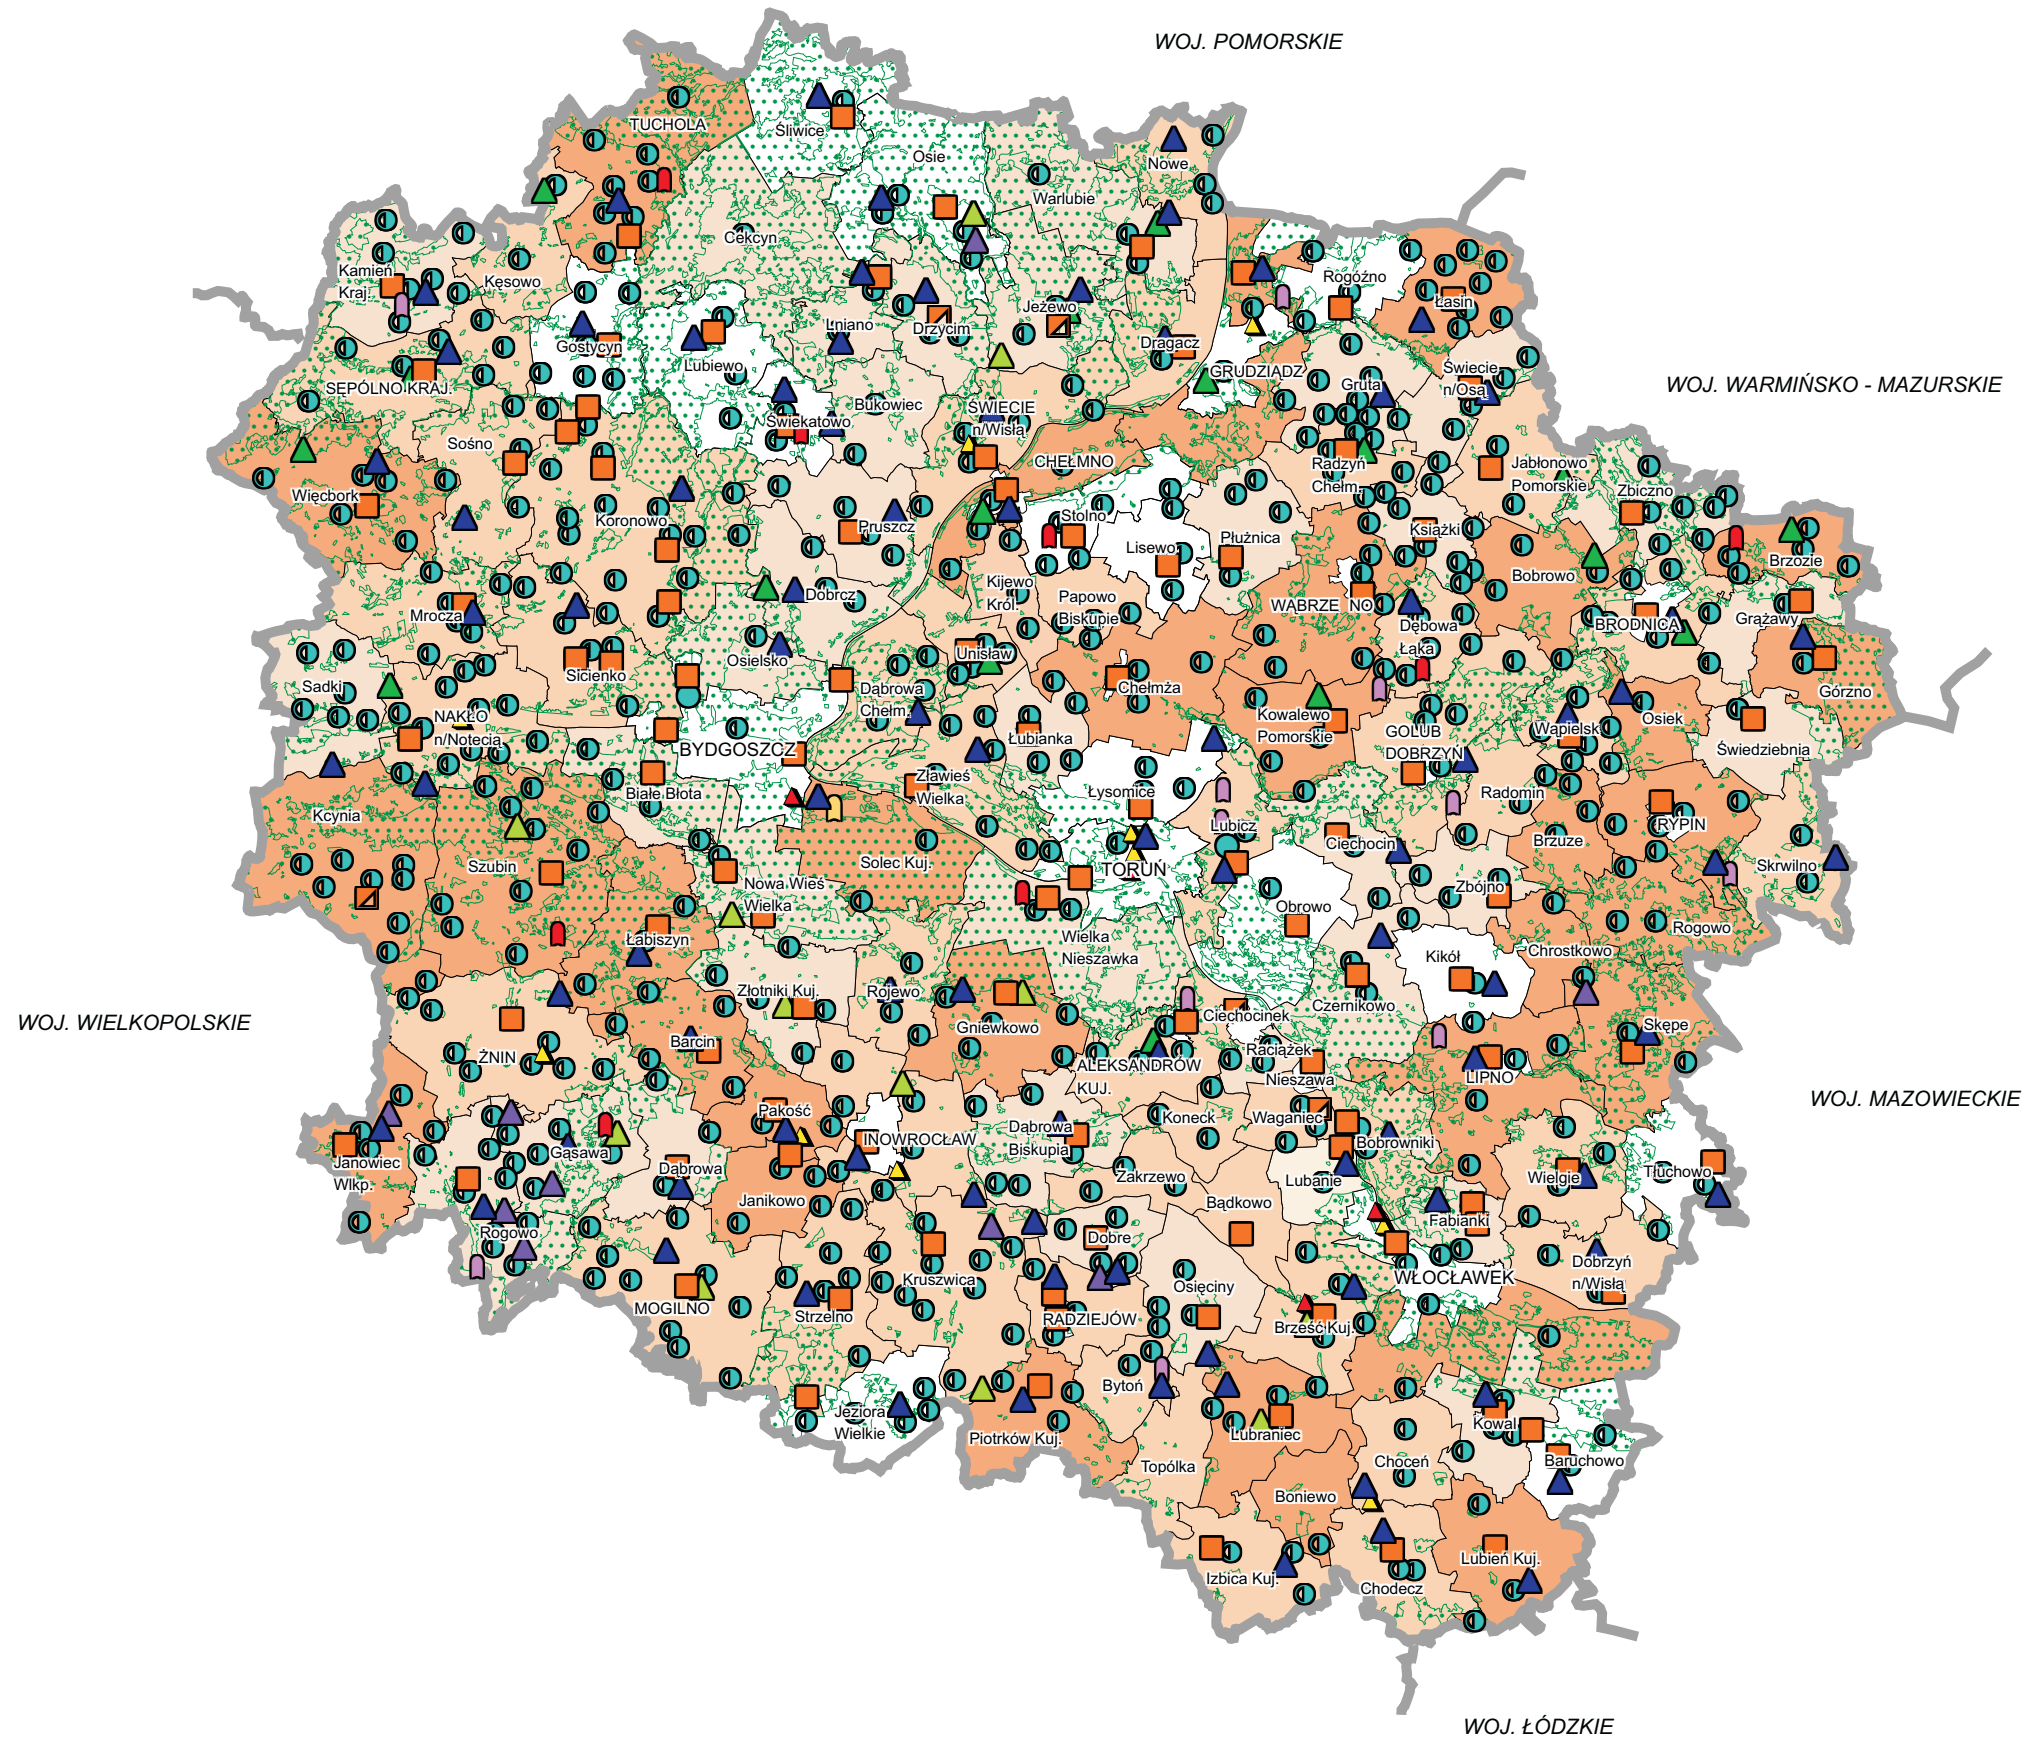 WOJ. POMORSKIE
TUCHOLA
Śliwice
Osie
Nowe
Warlubie
Cekcyn
Kamień
Kraj.
Kęsowo
Rogóźno
Łasin
Gostycyn
Lniano
Drzycim
Jeżewo
Dragacz
Lubiewo
GRUDZIĄDZ
Gruta
Świecie
n/Osą
WOJ. WARMIŃSKO - MAZURSKIE
SĘPÓLNO KRAJ.
Świekatowo
Bukowiec
ŚWIECIE
n/Wisłą
Sośno
CHEŁMNO
Radzyń
Chełm.
Jabłonowo
Pomorskie
Zbiczno
Więcbork
Koronowo
Pruszcz
Stolno
Lisewo
Płużnica
Książki
Bobrowo
Brzozie
Mrocza
Dobrcz
Kijewo
Król.
Papowo
Biskupie
WĄBRZE NO
Dębowa
Łąka
BRODNICA
Grążawy
Sadki
Sicienko
Osielsko
Unisław
Dąbrowa
Chełm.
Chełmża
Kowalewo
Pomorskie
GOLUB
DOBRZYŃ
Wąpielsk
Osiek
Górzno
Świedziebnia
NAKŁO
n/Notecią
BYDGOSZCZ
Łubianka
Białe Błota
Zławieś
Wielka
Łysomice
Radomin
RYPIN
Kcynia
Szubin
Solec Kuj.
Lubicz
Ciechocin
Brzuze
Skrwilno
TORUŃ
Nowa Wieś
Wielka
Zbójno
Obrowo
Rogowo
Łabiszyn
Wielka
Nieszawka
Kikół
Chrostkowo
Złotniki Kuj.
Rojewo
Gniewkowo
Ciechocinek
Czernikowo
Skępe
WOJ. WIELKOPOLSKIE
ŻNIN
Barcin
ALEKSANDRÓW
KUJ.
Raciążek
Nieszawa
LIPNO
WOJ. MAZOWIECKIE
Pakość
INOWROCŁAW
Dąbrowa
Biskupia
Koneck
Waganiec
Bobrowniki
Janowiec
Wlkp.
Gąsawa
Dąbrowa
Janikowo
Zakrzewo
Bądkowo
Lubanie
Wielgie
Tłuchowo
Rogowo
Fabianki
Dobre
Dobrzyń
n/Wisłą
MOGILNO
Kruszwica
Osięciny
WŁOCŁAWEK
Strzelno
RADZIEJÓW
Brześć Kuj.
Bytoń
Jeziora
Wielkie
Piotrków Kuj.
Lubraniec
Kowal
Baruchowo
Topólka
Choceń
Boniewo
Izbica Kuj.
Chodecz
Lubień Kuj.
WOJ. ŁÓDZKIE